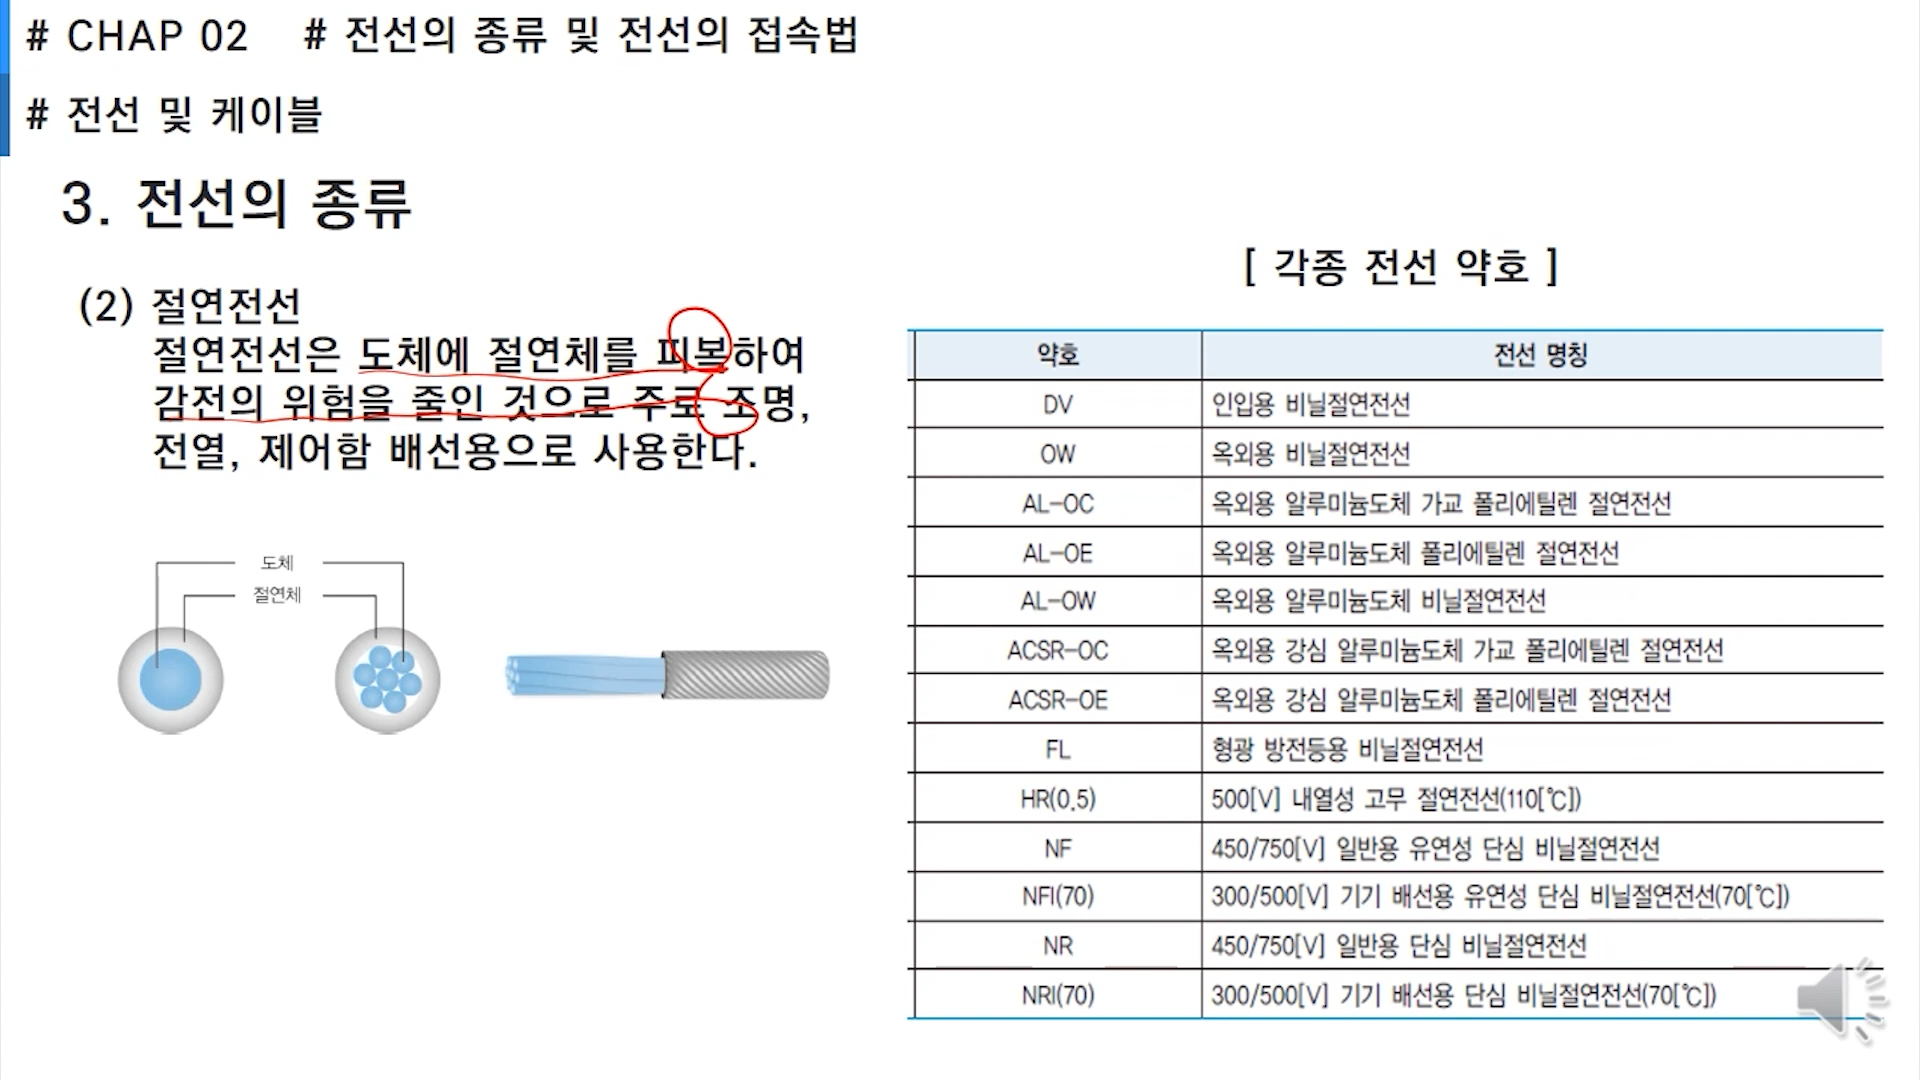 # CHAP 02 # 전선의 종류 및 전선의 접속법
# 전선 및 케이블
3. 전선의 종류
(2) 절연전선
절연전선은 도체에 절연체를 피복하여
감전의 위험을 줄인 것으로 주로 조명,
전열, 제어함 배선용으로 사용한다.
도체
절연체
[ 각종 전선 약호 ]
약호 전선 명칭
DV 인입용 비닐절연전선
OW 옥외용 비닐절연전선
AL-OC 옥외용 알루미늄도체 가교 폴리에틸렌 절연전선
AL-OE 옥외용 알루미늄도체 폴리에틸렌 절연전선
AL-OW 옥외용 알루미늄도체 비닐절연전선
ACSR-OC 옥외용 강심 알루미늄도체 가교 폴리에틸렌 절연전선
ACSR-OE 옥외용 강심 알루미늄도체 폴리에틸렌 절연전선
FL 형광 방전등용 비닐절연전선
HR(0.5) 500[V] 내열성 고무 절연전선(110[℃])
NF 450/750[V] 일반용 유연성 단심 비닐절연전선
NFI(70) 300/500[V] 기기 배선용 유연성 단심 비닐절연전선(70[℃])
NR 450/750[V] 일반용 단심 비닐절연전선
NRI(70) 300/500[V] 기기 배선용 단심 비닐절연전선(70[℃])